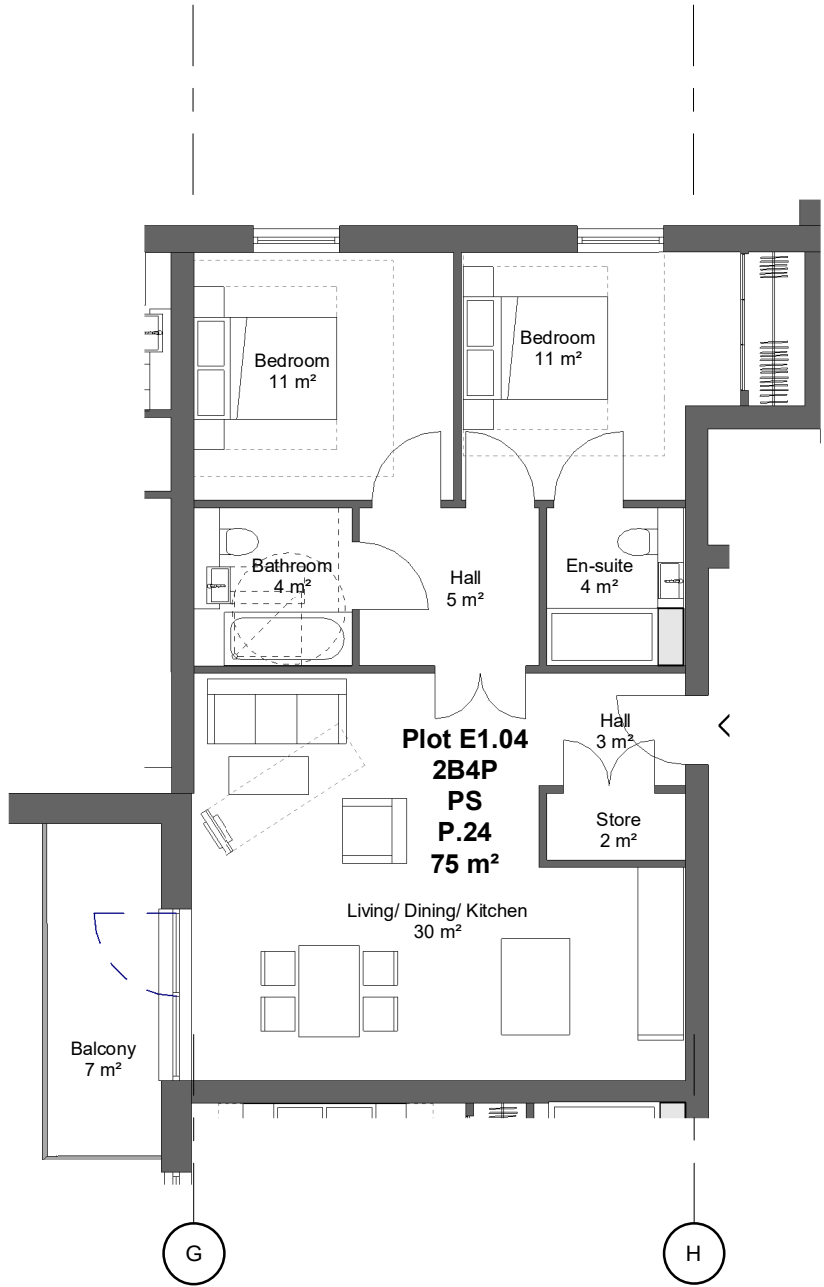 Bedroom
11 m²
Bedroom
11 m²
Bathroom
4 m²
Hall
5 m²
En-suite
4 m²
Plot E1.04
2B4P
PS
P.24
75 m²
Hall
3 m²
Store
2 m²
Living/ Dining/ Kitchen
30 m²
Balcony
7 m²
G
H